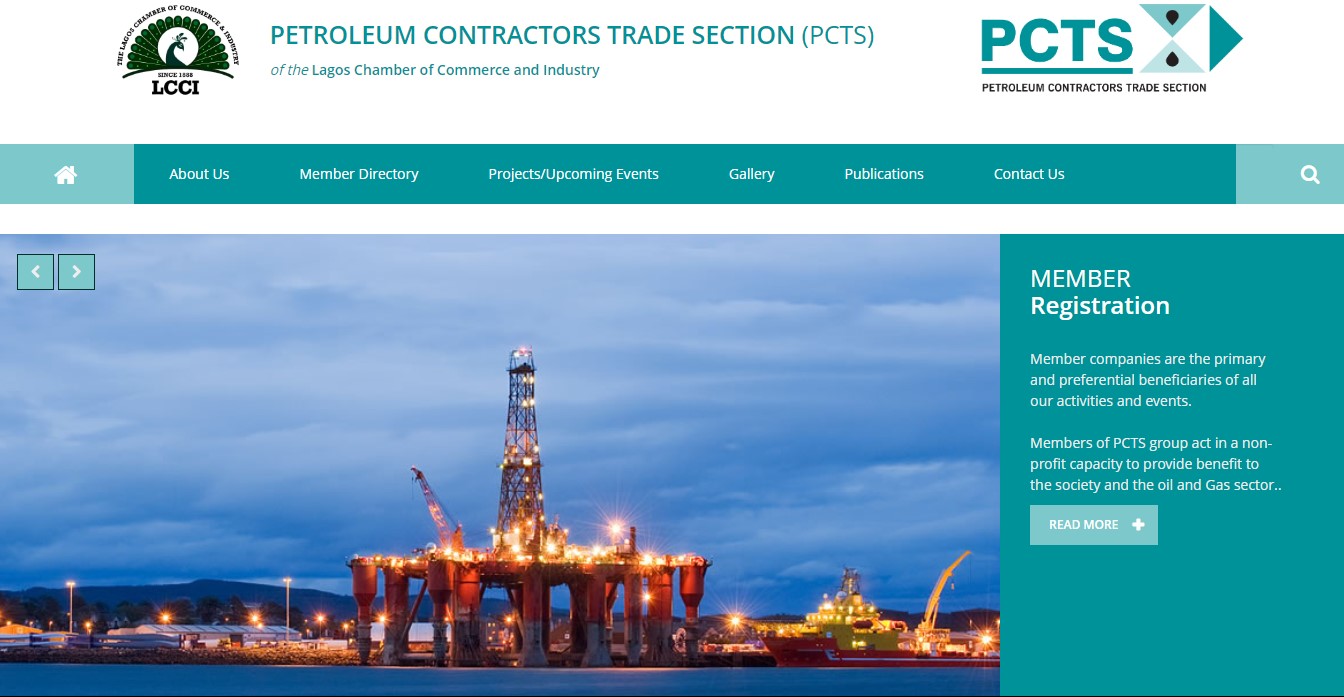 THE LAGOS CHAMBER OF COMMERCE & INDUSTRY
SINCE 1888
LCCI
PETROLEUM CONTRACTORS TRADE SECTION (PCTS)
of the Lagos Chamber of Commerce and Industry
PCTS
PETROLEUM CONTRACTORS TRADE SECTION
About Us
Member Directory
Projects/Upcoming Events
Gallery
Publications
Contact Us
MEMBER
Registration
Member companies are the primary
and preferential beneficiaries of all
our activities and events.
Members of PCTS group act in a non-
profit capacity to provide benefit to
the society and the oil and Gas sector..
READ MORE